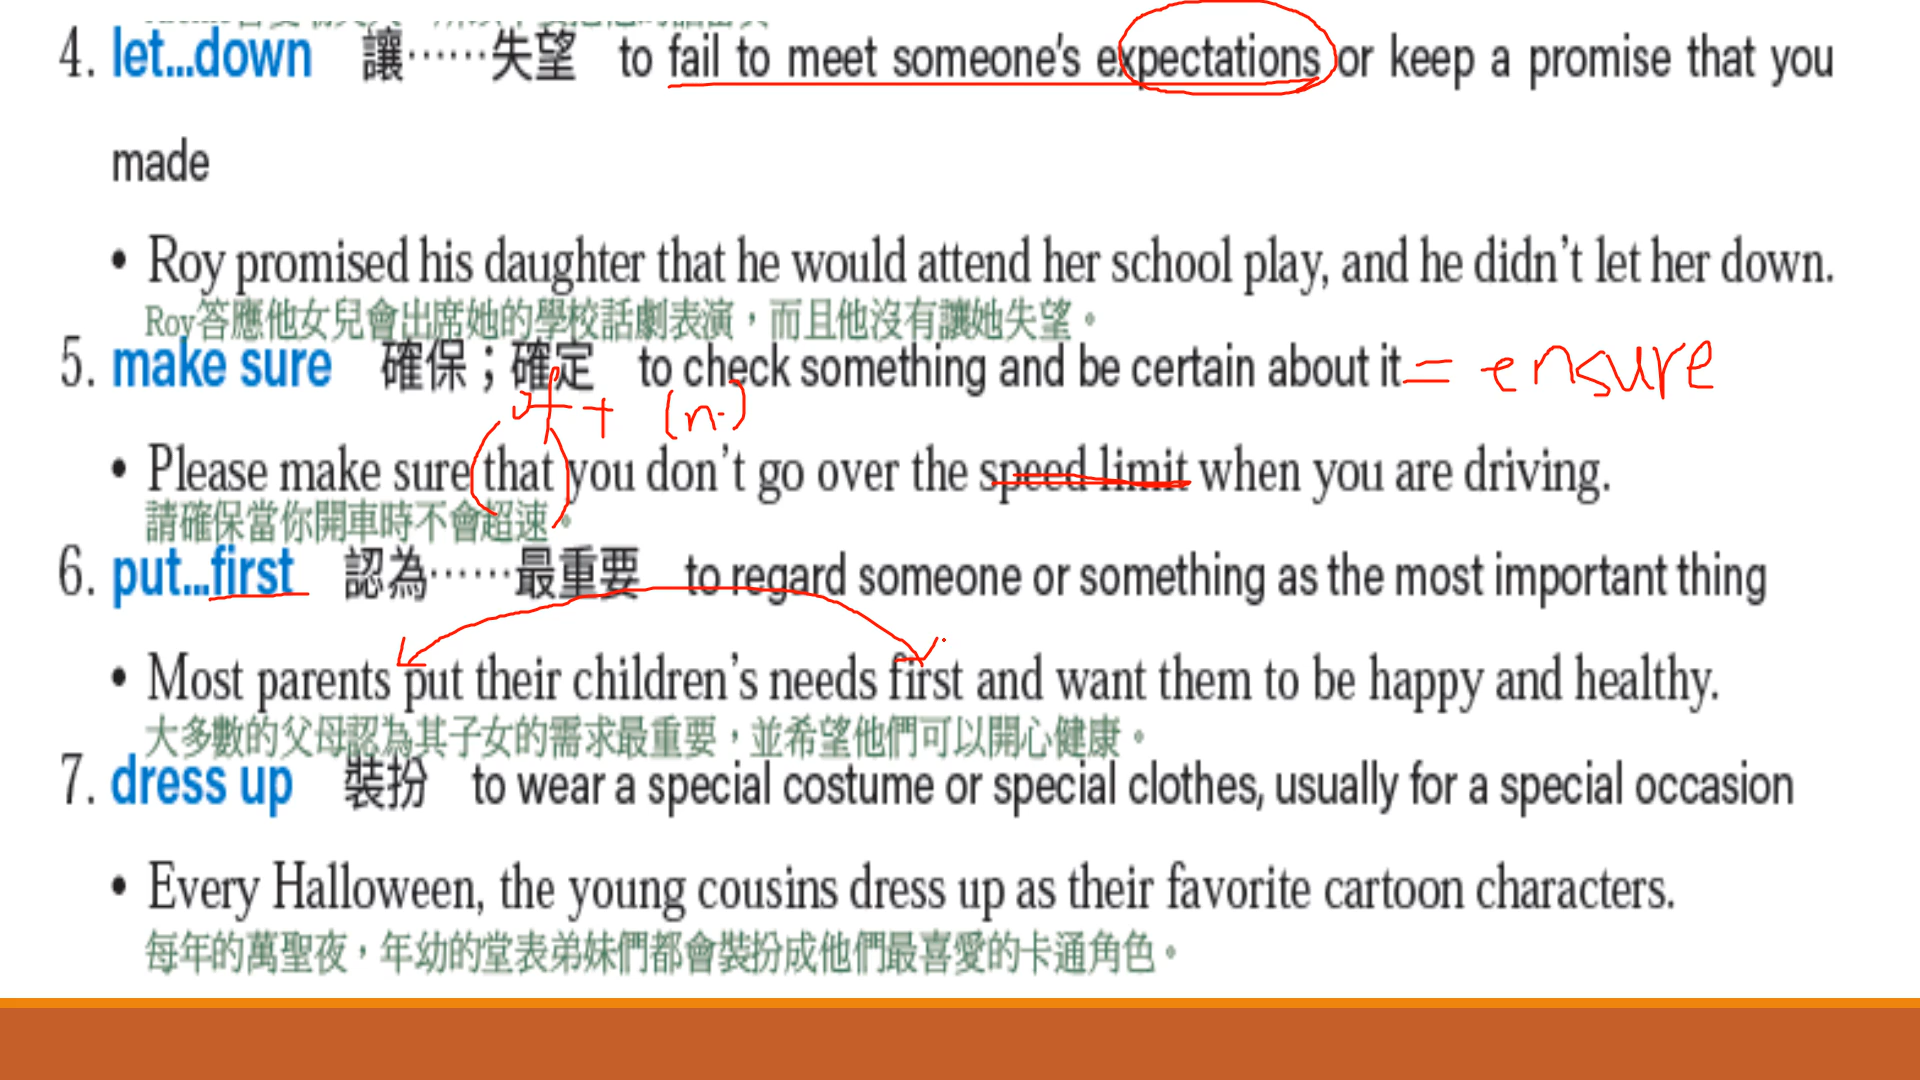 4. let...down 讓⋯⋯失望 to fail to meet someone's expectations or keep a promise that you
made
• Roy promised his daughter that he would attend her school play, and he didn't let her down.
Roy答應他女兒會出席她的學校話劇表演，而且他沒有讓她失望。
5. make sure 確保；確定 to check something and be certain about it = ensure
+ (n.)
• Please make sure that you don't go over the speed limit when you are driving.
請確保當你開車時不會超速。
6. put...first 認為⋯⋯最重要 to regard someone or something as the most important thing
• Most parents put their children's needs first and want them to be happy and healthy.
大多數的父母認為其子女的需求最重要，並希望他們可以開心健康。
7. dress up 裝扮 to wear a special costume or special clothes, usually for a special occasion
• Every Halloween, the young cousins dress up as their favorite cartoon characters.
每年的萬聖夜，年幼的堂表弟妹們都會裝扮成他們最喜愛的卡通角色。